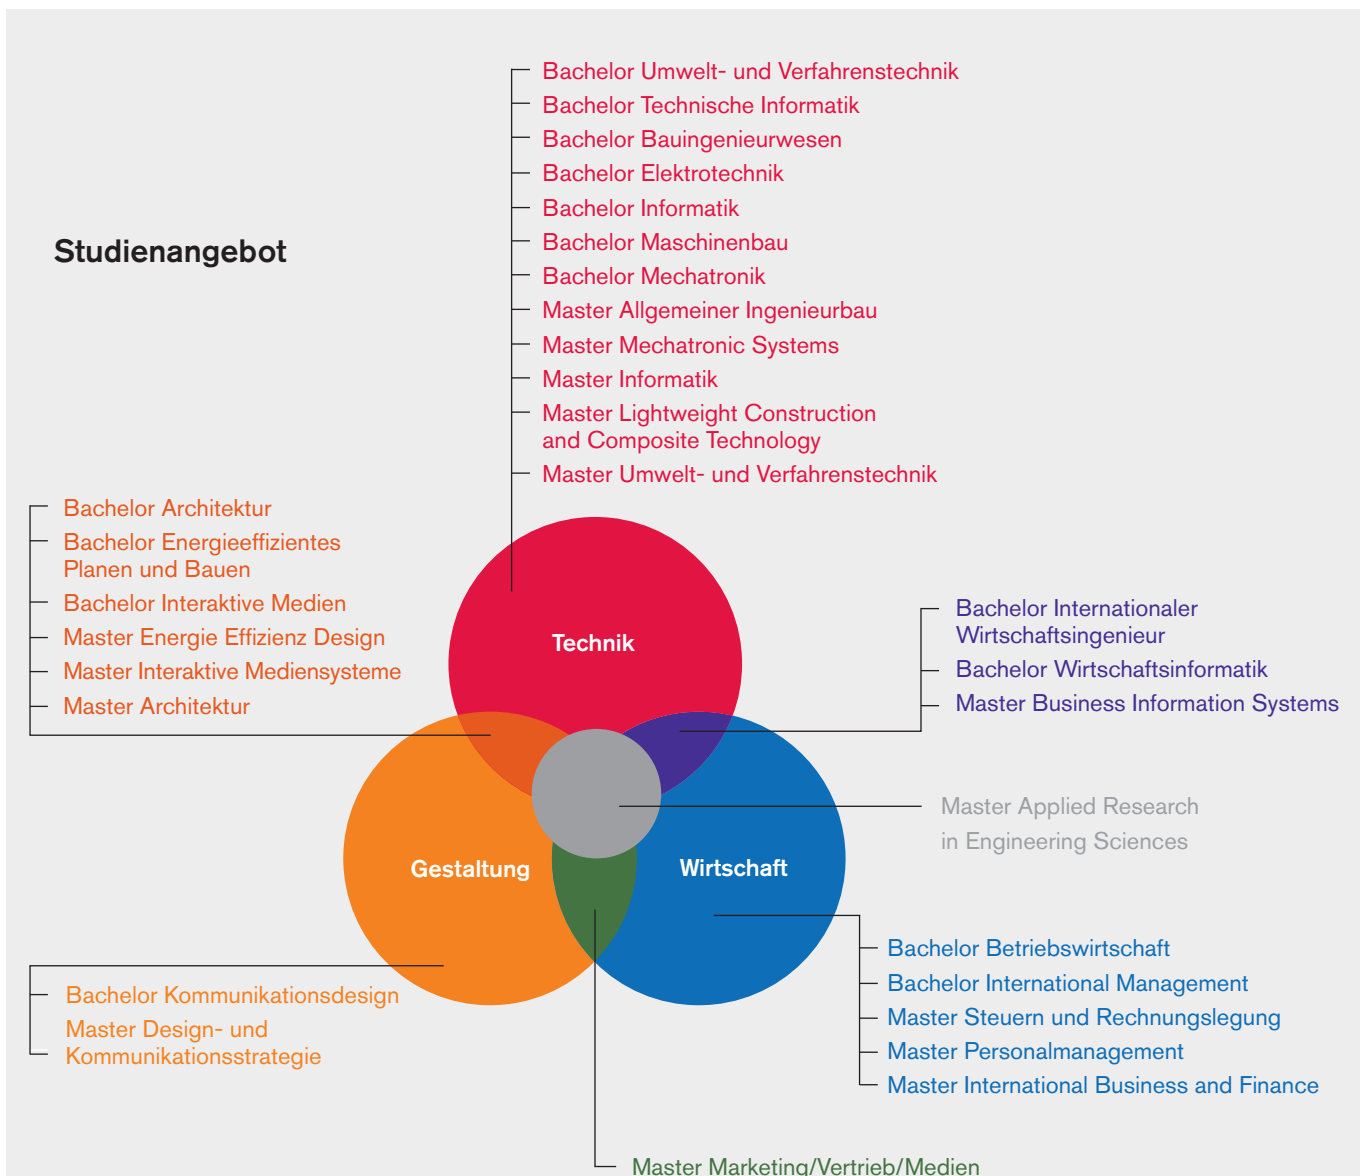 Studienangebot
Bachelor Umwelt- und Verfahrenstechnik
Bachelor Technische Informatik
Bachelor Bauingenieurwesen
Bachelor Elektrotechnik
Bachelor Informatik
Bachelor Maschinenbau
Bachelor Mechatronik
Master Allgemeiner Ingenieurbau
Master Mechatronic Systems
Master Informatik
Master Lightweight Construction
and Composite Technology
Master Umwelt- und Verfahrenstechnik
Bachelor Architektur
Bachelor Energieeffizientes
Planen und Bauen
Bachelor Interaktive Medien
Master Energie Effizienz Design
Master Interaktive Mediensysteme
Master Architektur
Technik
Bachelor Internationaler
Wirtschaftsingenieur
Bachelor Wirtschaftsinformatik
Master Business Information Systems
Master Applied Research
in Engineering Sciences
Gestaltung
Wirtschaft
Bachelor Kommunikationsdesign
Master Design- und
Kommunikationsstrategie
Bachelor Betriebswirtschaft
Bachelor International Management
Master Steuern und Rechnungslegung
Master Personalmanagement
Master International Business and Finance
Master Marketing/Vertrieb/Medien